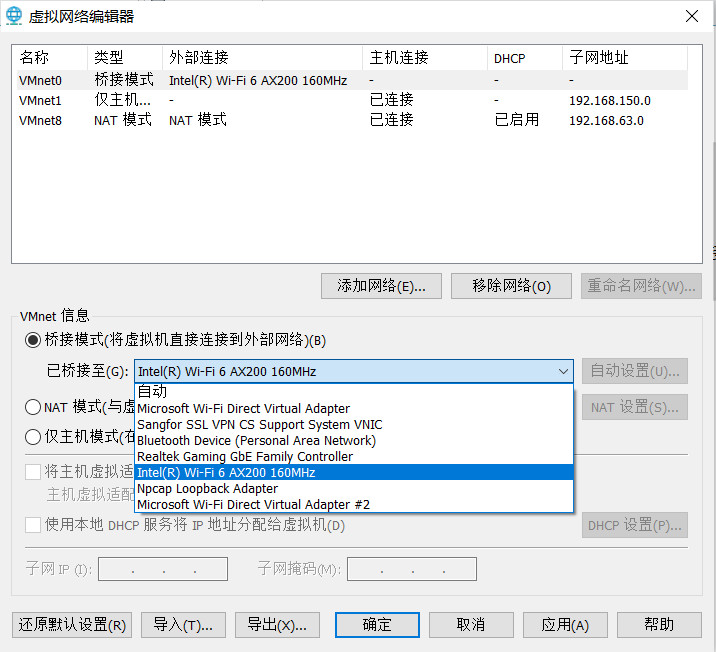 虚拟网络编辑器
名称 类型 外部连接 主机连接 DHCP 子网地址
VMnet0 桥接模式 Intel(R) Wi-Fi 6 AX200 160MHz - - -
VMnet1 仅主机... - 已连接 - 192.168.150.0
VMnet8 NAT 模式 NAT 模式 已连接 已启用 192.168.63.0
添加网络(E)... 移除网络(O) 重命名网络(W)...
VMnet 信息
桥接模式(将虚拟机直接连接到外部网络)(B)
已桥接至(G): Intel(R) Wi-Fi 6 AX200 160MHz 自动设置(U)...
自动
NAT 模式(与虚 Microsoft Wi-Fi Direct Virtual Adapter NAT 设置(S)...
Sangfor SSL VPN CS Support System VNIC
仅主机模式(在 Bluetooth Device (Personal Area Network)
Realtek Gaming GbE Family Controller
将主机虚拟适 Intel(R) Wi-Fi 6 AX200 160MHz
主机虚拟适配 Npcap Loopback Adapter
Microsoft Wi-Fi Direct Virtual Adapter #2
使用本地 DHCP 服务将 IP 地址分配给虚拟机(D) DHCP 设置(P)...
子网 IP (I): . . . 子网掩码(M): . . .
还原默认设置(R) 导入(T)... 导出(X)... 确定 取消 应用(A) 帮助